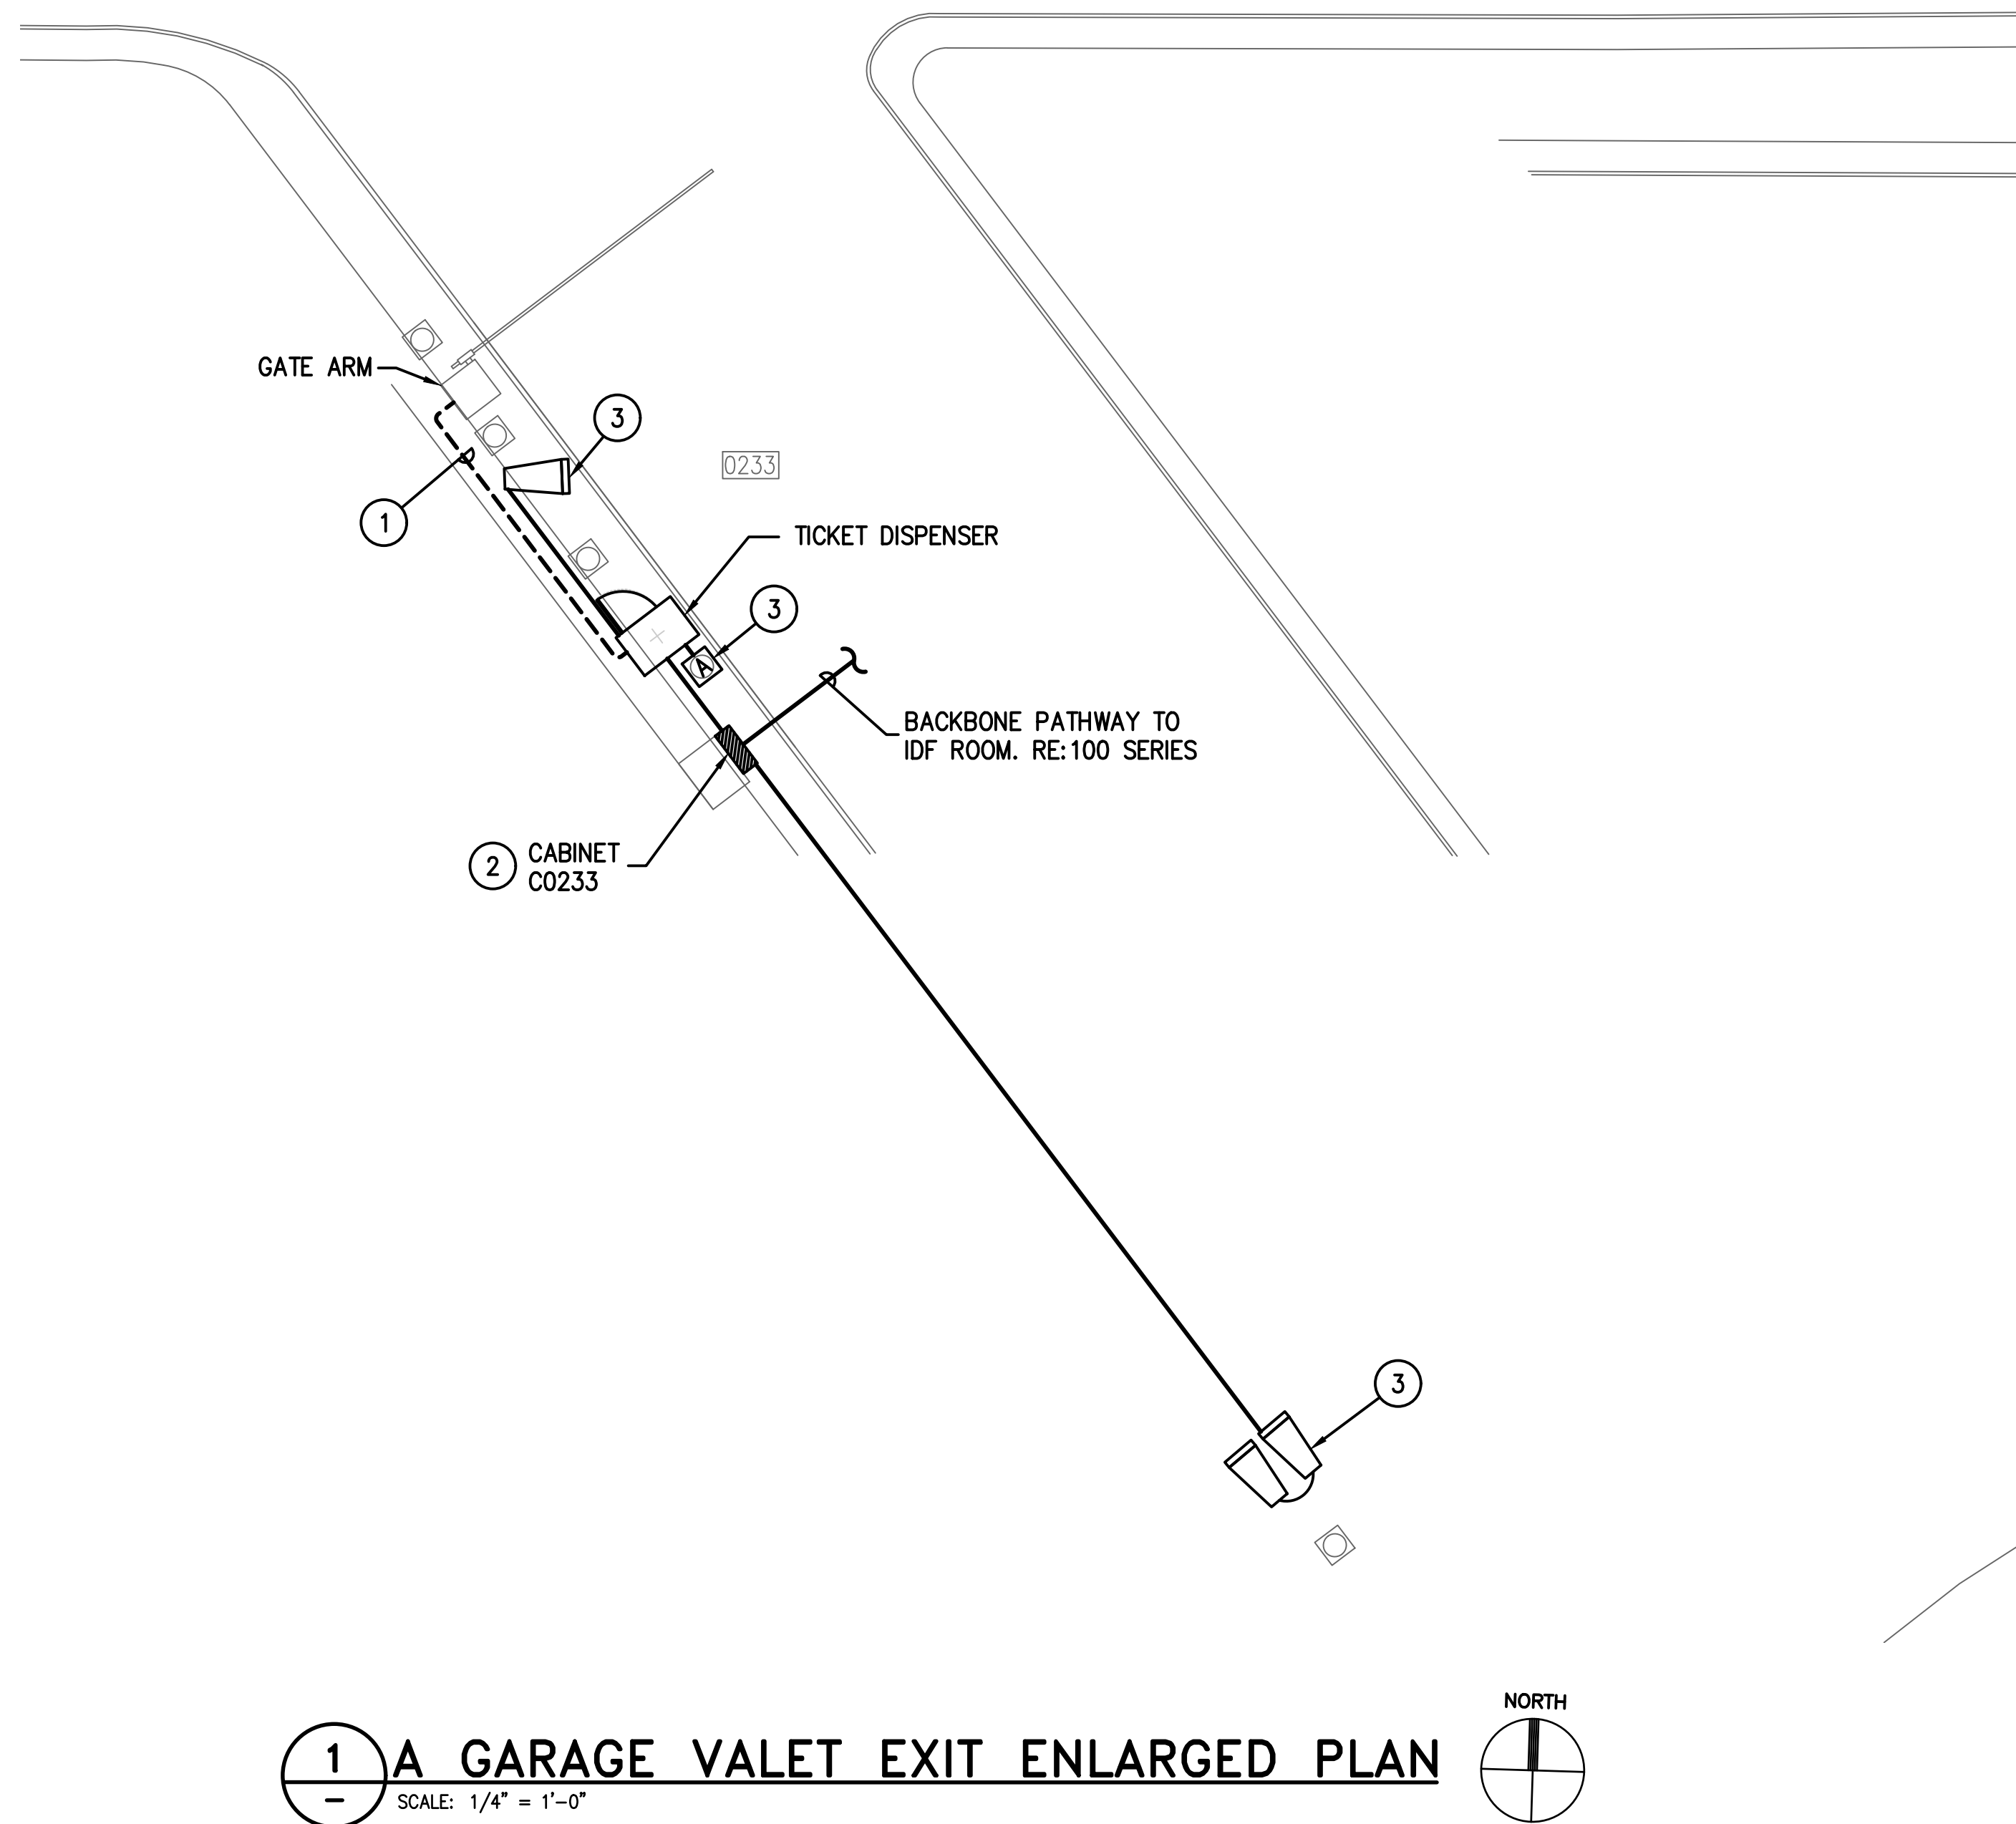 GATE ARM
3
0233
1
TICKET DISPENSER
3
A
BACKBONE PATHWAY TO
IDF ROOM. RE:100 SERIES
2
CABINET
C0233
3
NORTH
1
A GARAGE VALET EXIT ENLARGED PLAN
–
SCALE: 1/4" = 1'-0"